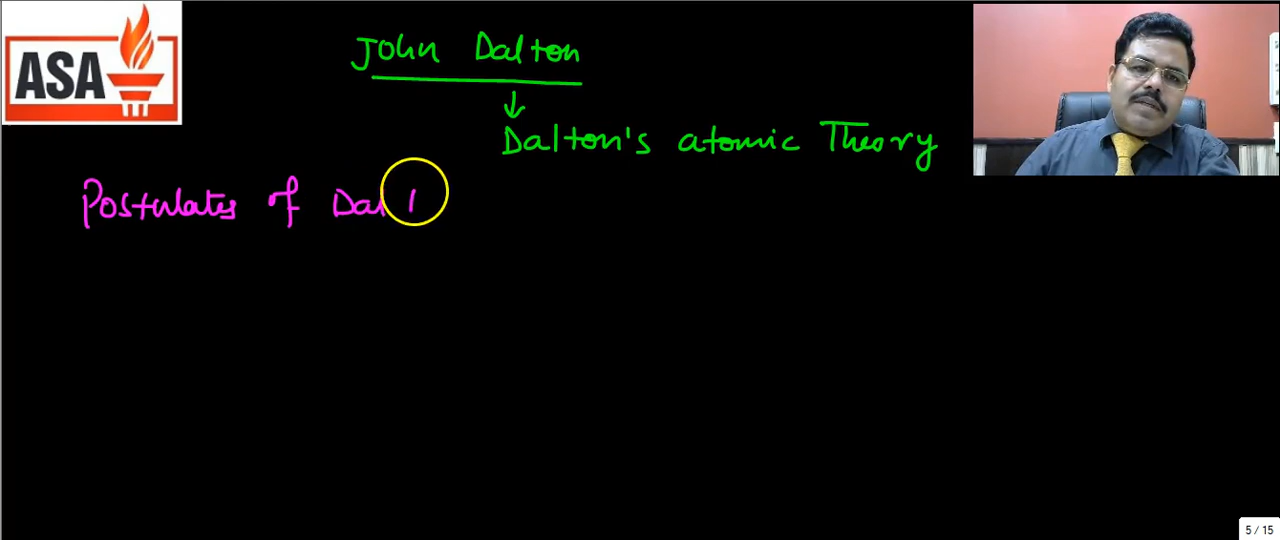 ASA
John Dalton
Dalton's atomic Theory
Postulates of Dal
5 / 15